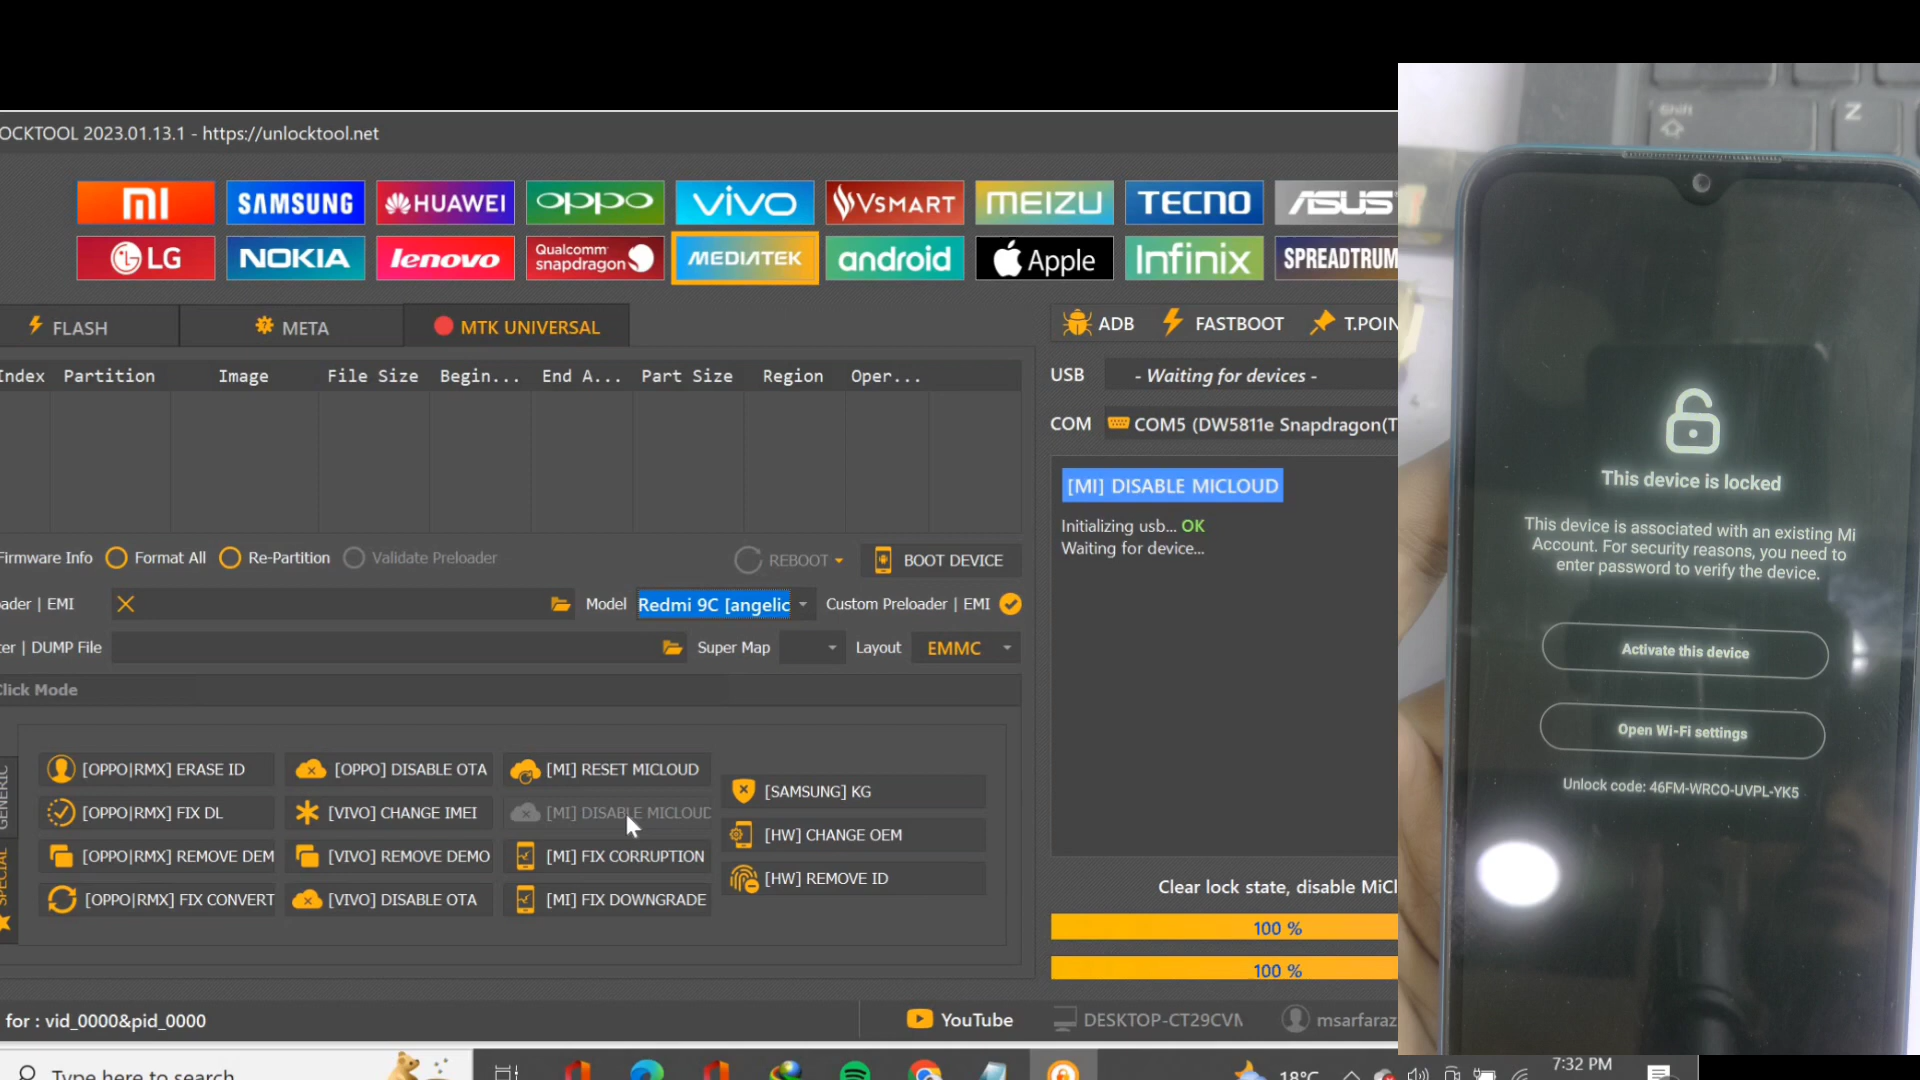 OCKTOOL 2023.01.13.1 - https://unlocktool.net
mi SAMSUNG HUAWEI oppo vivo VSMART MEIZU TECNO ASUS
LG NOKIA lenovo Qualcomm snapdragon MEDIATEK android Apple Infinix SPREADTRUM
FLASH META MTK UNIVERSAL
ADB FASTBOOT T.POIN
Index Partition Image File Size Begin... End A... Part Size Region Oper...
USB - Waiting for devices -
COM COM5 (DW5811e Snapdragon(T
[MI] DISABLE MICLOUD
Initializing usb... OK
Waiting for device...
Firmware Info Format All Re-Partition Validate Preloader REBOOT BOOT DEVICE
ader | EMI Model Redmi 9C [angelic Custom Preloader | EMI
ter | DUMP File Super Map Layout EMMC
Click Mode
GENERIC
SPECIAL
[OPPO|RMX] ERASE ID [OPPO] DISABLE OTA [MI] RESET MICLOUD
[SAMSUNG] KG
[OPPO|RMX] FIX DL [VIVO] CHANGE IMEI [MI] DISABLE MICLOUD
[HW] CHANGE OEM
[OPPO|RMX] REMOVE DEM [VIVO] REMOVE DEMO [MI] FIX CORRUPTION
[HW] REMOVE ID
[OPPO|RMX] FIX CONVERT [VIVO] DISABLE OTA [MI] FIX DOWNGRADE
Clear lock state, disable MiCl
100 %
100 %
for : vid_0000&pid_0000
YouTube DESKTOP-CT29CVM msarfaraz
Type here to search
18°C
7:32 PM
Shift
Z
This device is locked
This device is associated with an existing Mi
Account. For security reasons, you need to
enter password to verify the device.
Activate this device
Open Wi-Fi settings
Unlock code: 46FM-WRCO-UVPL-YK5